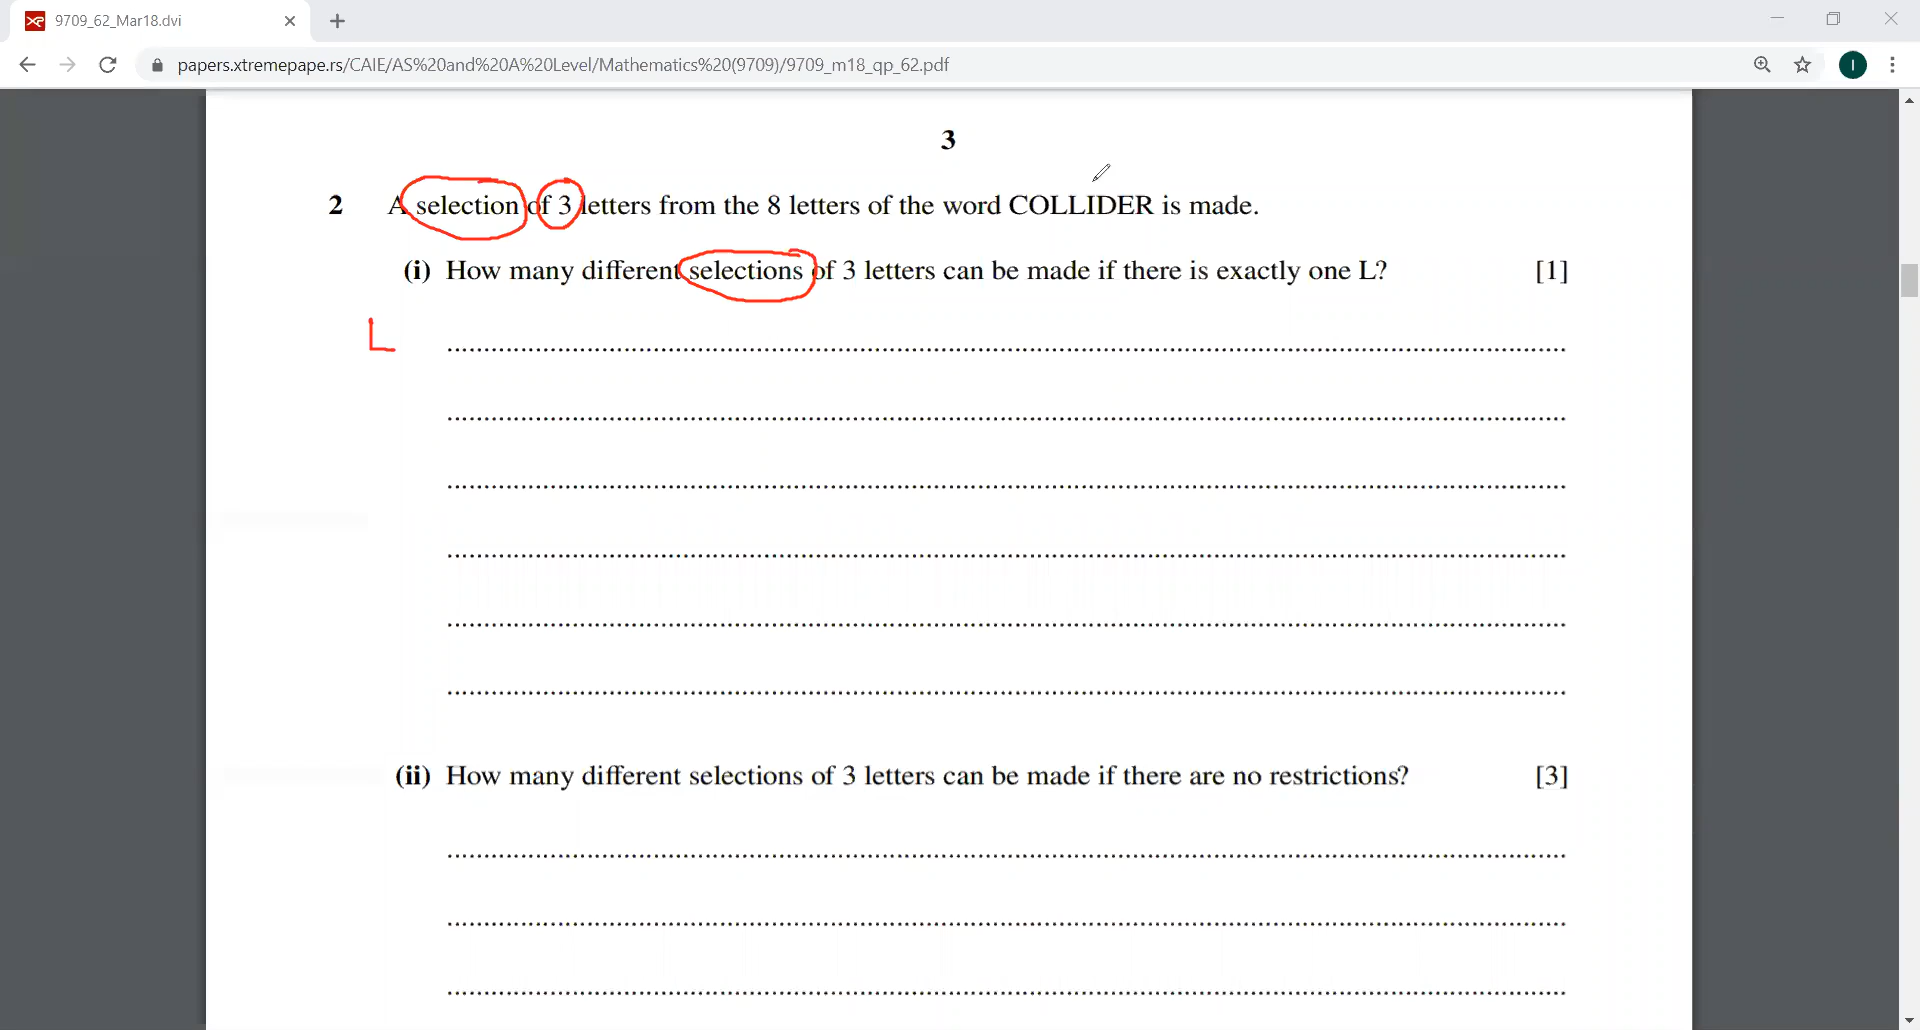 9709_62_Mar18.dvi
papers.xtremepape.rs/CAIE/AS%20and%20A%20Level/Mathematics%20(9709)/9709_m18_qp_62.pdf
I
3
2 A selection of 3 letters from the 8 letters of the word COLLIDER is made.
(i) How many different selections of 3 letters can be made if there is exactly one L? [1]
L
(ii) How many different selections of 3 letters can be made if there are no restrictions? [3]